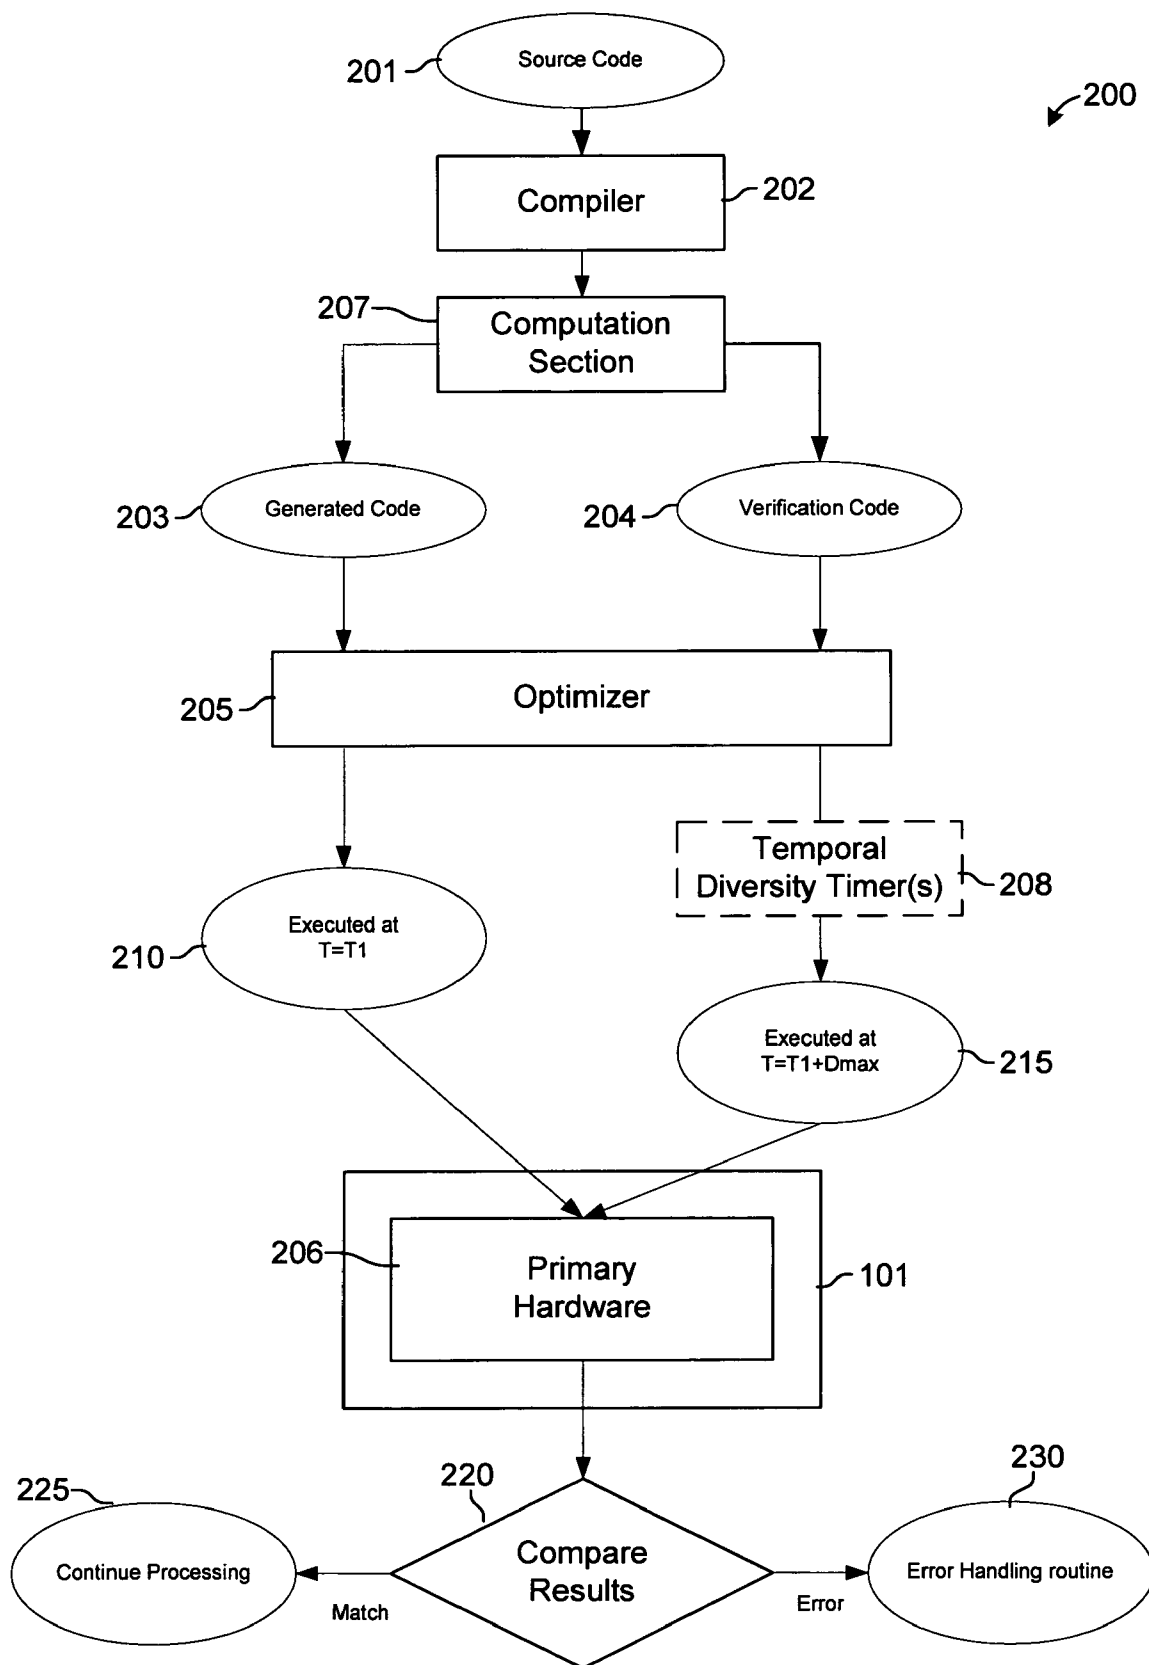 201
Source Code
200
Compiler
202
207
Computation
Section
203
Generated Code
204
Verification Code
205
Optimizer
Temporal
Diversity Timer(s)
208
210
Executed at
T=T1
Executed at
T=T1+Dmax
215
206
Primary
Hardware
101
225
220
230
Continue Processing
Match
Compare
Results
Error
Error Handling routine